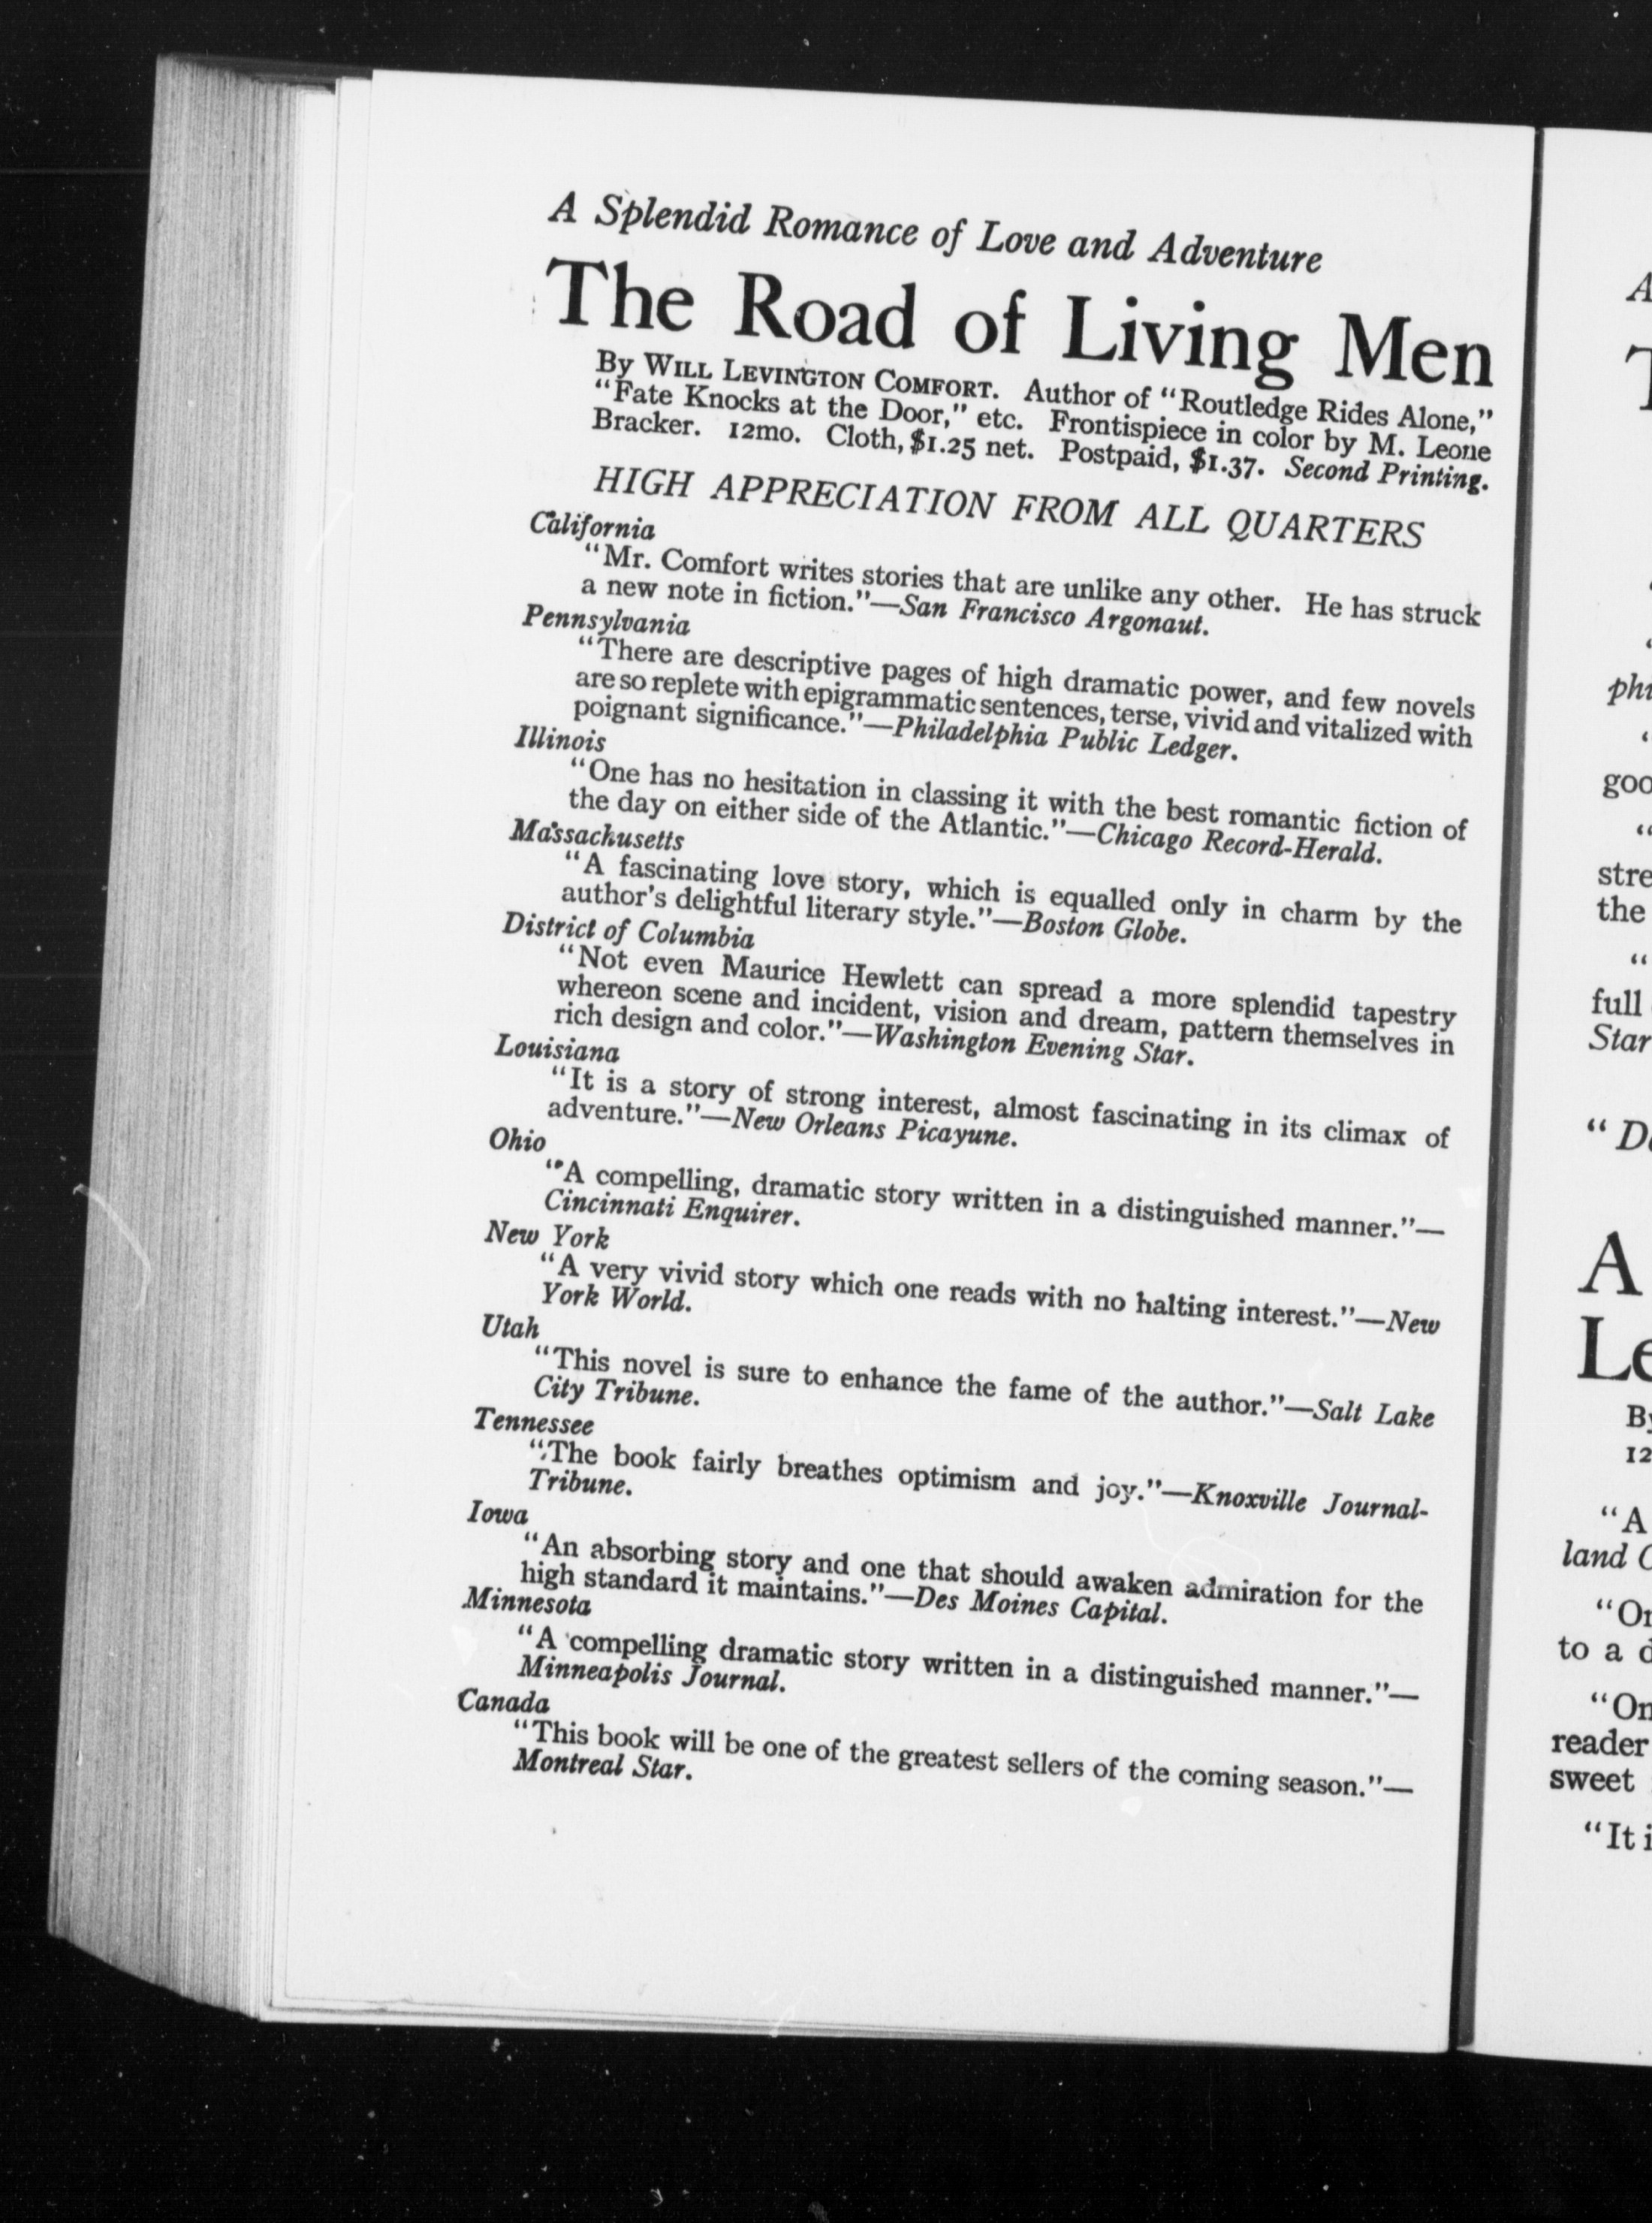 A Splendid Romance of Love and Adventure
The Road of Living Men
By WILL LEVINGTON COMFORT. Author of "Routledge Rides Alone,"
"Fate Knocks at the Door," etc. Frontispiece in color by M. Leone
Bracker. 12mo. Cloth, $1.25 net. Postpaid, $1.37. Second Printing.
HIGH APPRECIATION FROM ALL QUARTERS
California
"Mr. Comfort writes stories that are unlike any other. He has struck
a new note in fiction."—San Francisco Argonaut.
Pennsylvania
"There are descriptive pages of high dramatic power, and few novels
are so replete with epigrammatic sentences, terse, vivid and vitalized with
poignant significance."—Philadelphia Public Ledger.
Illinois
"One has no hesitation in classing it with the best romantic fiction of
the day on either side of the Atlantic."—Chicago Record-Herald.
Massachusetts
"A fascinating love story, which is equalled only in charm by the
author's delightful literary style."—Boston Globe.
District of Columbia
"Not even Maurice Hewlett can spread a more splendid tapestry
whereon scene and incident, vision and dream, pattern themselves in
rich design and color."—Washington Evening Star.
Louisiana
"It is a story of strong interest, almost fascinating in its climax of
adventure."—New Orleans Picayune.
Ohio
"A compelling, dramatic story written in a distinguished manner."—
Cincinnati Enquirer.
New York
"A very vivid story which one reads with no halting interest."—New
York World.
Utah
"This novel is sure to enhance the fame of the author."—Salt Lake
City Tribune.
Tennessee
"The book fairly breathes optimism and joy."—Knoxville Journal-
Tribune.
Iowa
"An absorbing story and one that should awaken admiration for the
high standard it maintains."—Des Moines Capital.
Minnesota
"A compelling dramatic story written in a distinguished manner."—
Minneapolis Journal.
Canada
"This book will be one of the greatest sellers of the coming season."—
Montreal Star.
A
the
"
full
Star
"
A
12
"A
land
to a
reader
sweet
"It